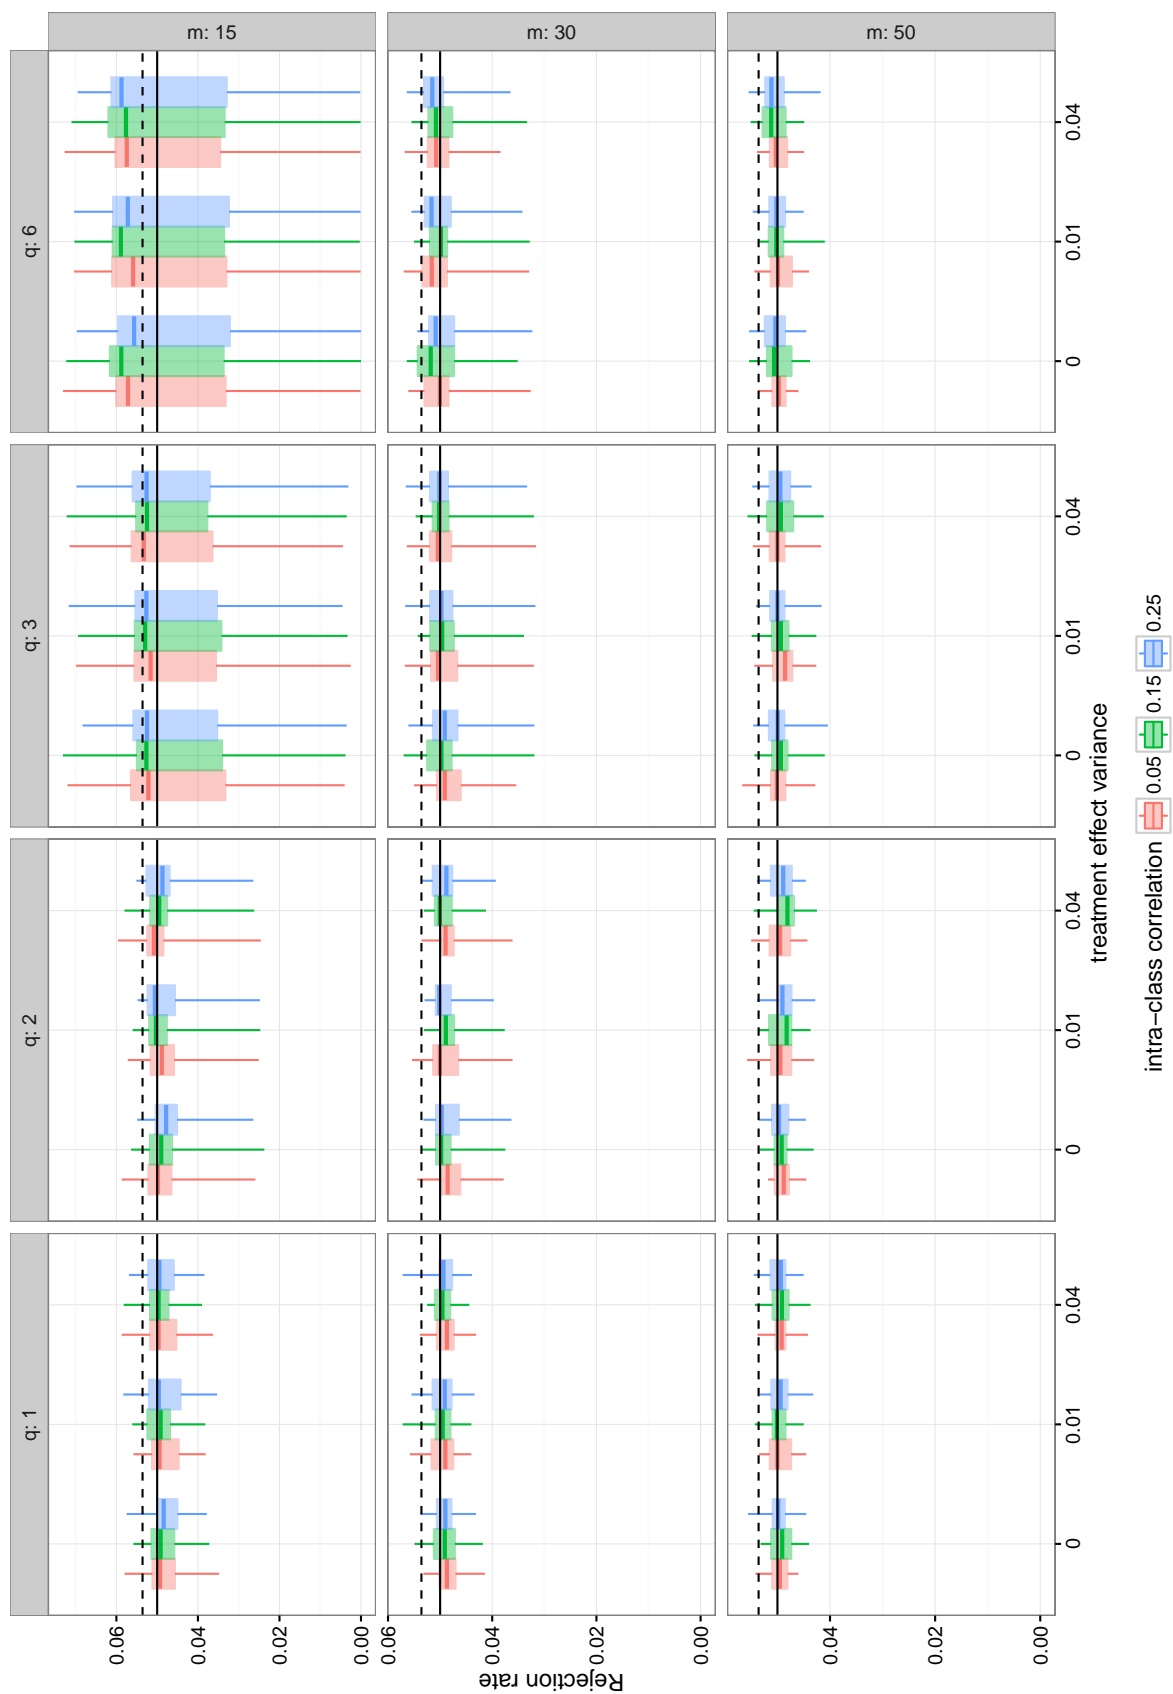 q: 1
q: 2
q: 3
q: 6
0.06
0.04
0.02
0.00
m: 15
Rejection rate
0.06
0.04
0.02
0.00
m: 30
0.04
0.02
0.00
m: 50
0 0.01 0.04 0 0.01 0.04 0 0.01 0.04 0 0.01 0.04
treatment effect variance
intra−class correlation 0.05 0.15 0.25